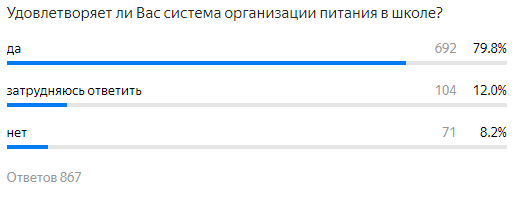 Удовлетворяет ли Вас система организации питания в школе?
да 692 79.8%
затрудняюсь ответить 104 12.0%
нет 71 8.2%
Ответов 867